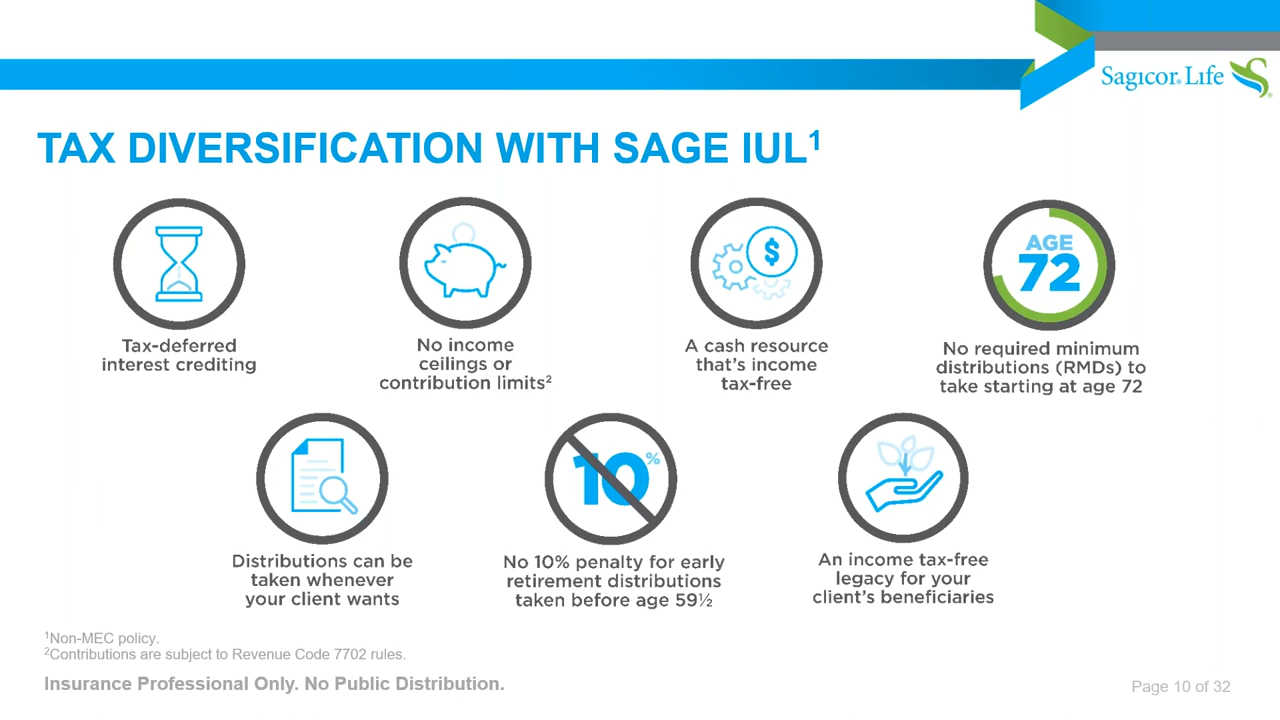 Sagicor® Life
TAX DIVERSIFICATION WITH SAGE IUL¹
Tax-deferred
interest crediting
No income
ceilings or
contribution limits²
$
A cash resource
that's income
tax-free
AGE
72
No required minimum
distributions (RMDs) to
take starting at age 72
Distributions can be
taken whenever
your client wants
10%
No 10% penalty for early
retirement distributions
taken before age 59½
An income tax-free
legacy for your
client's beneficiaries
¹Non-MEC policy.
²Contributions are subject to Revenue Code 7702 rules.
Insurance Professional Only. No Public Distribution.
Page 10 of 32